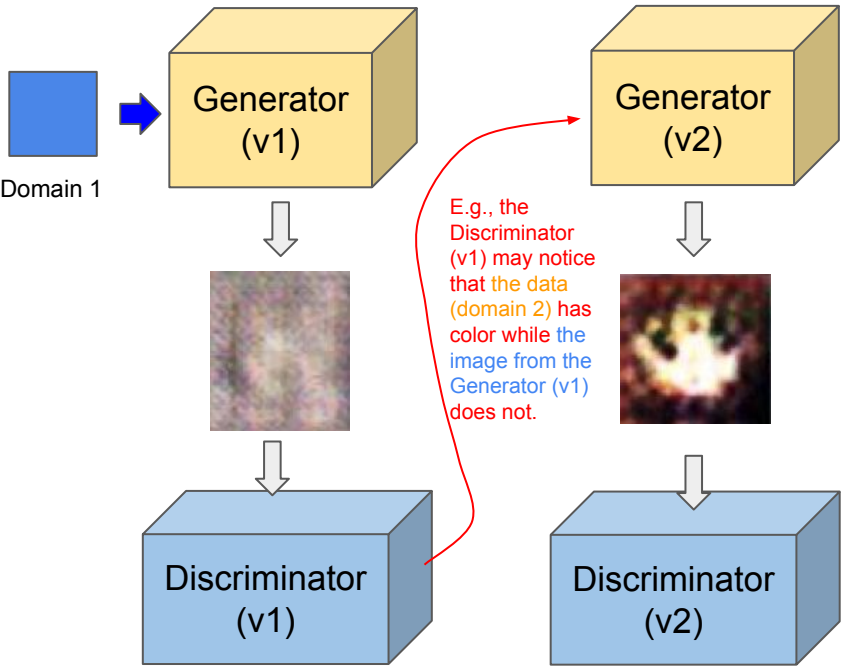 Generator
(v1)
Domain 1
Generator
(v2)
E.g., the
Discriminator
(v1) may notice
that the data
(domain 2) has
color while the
image from the
Generator (v1)
does not.
Discriminator
(v1)
Discriminator
(v2)